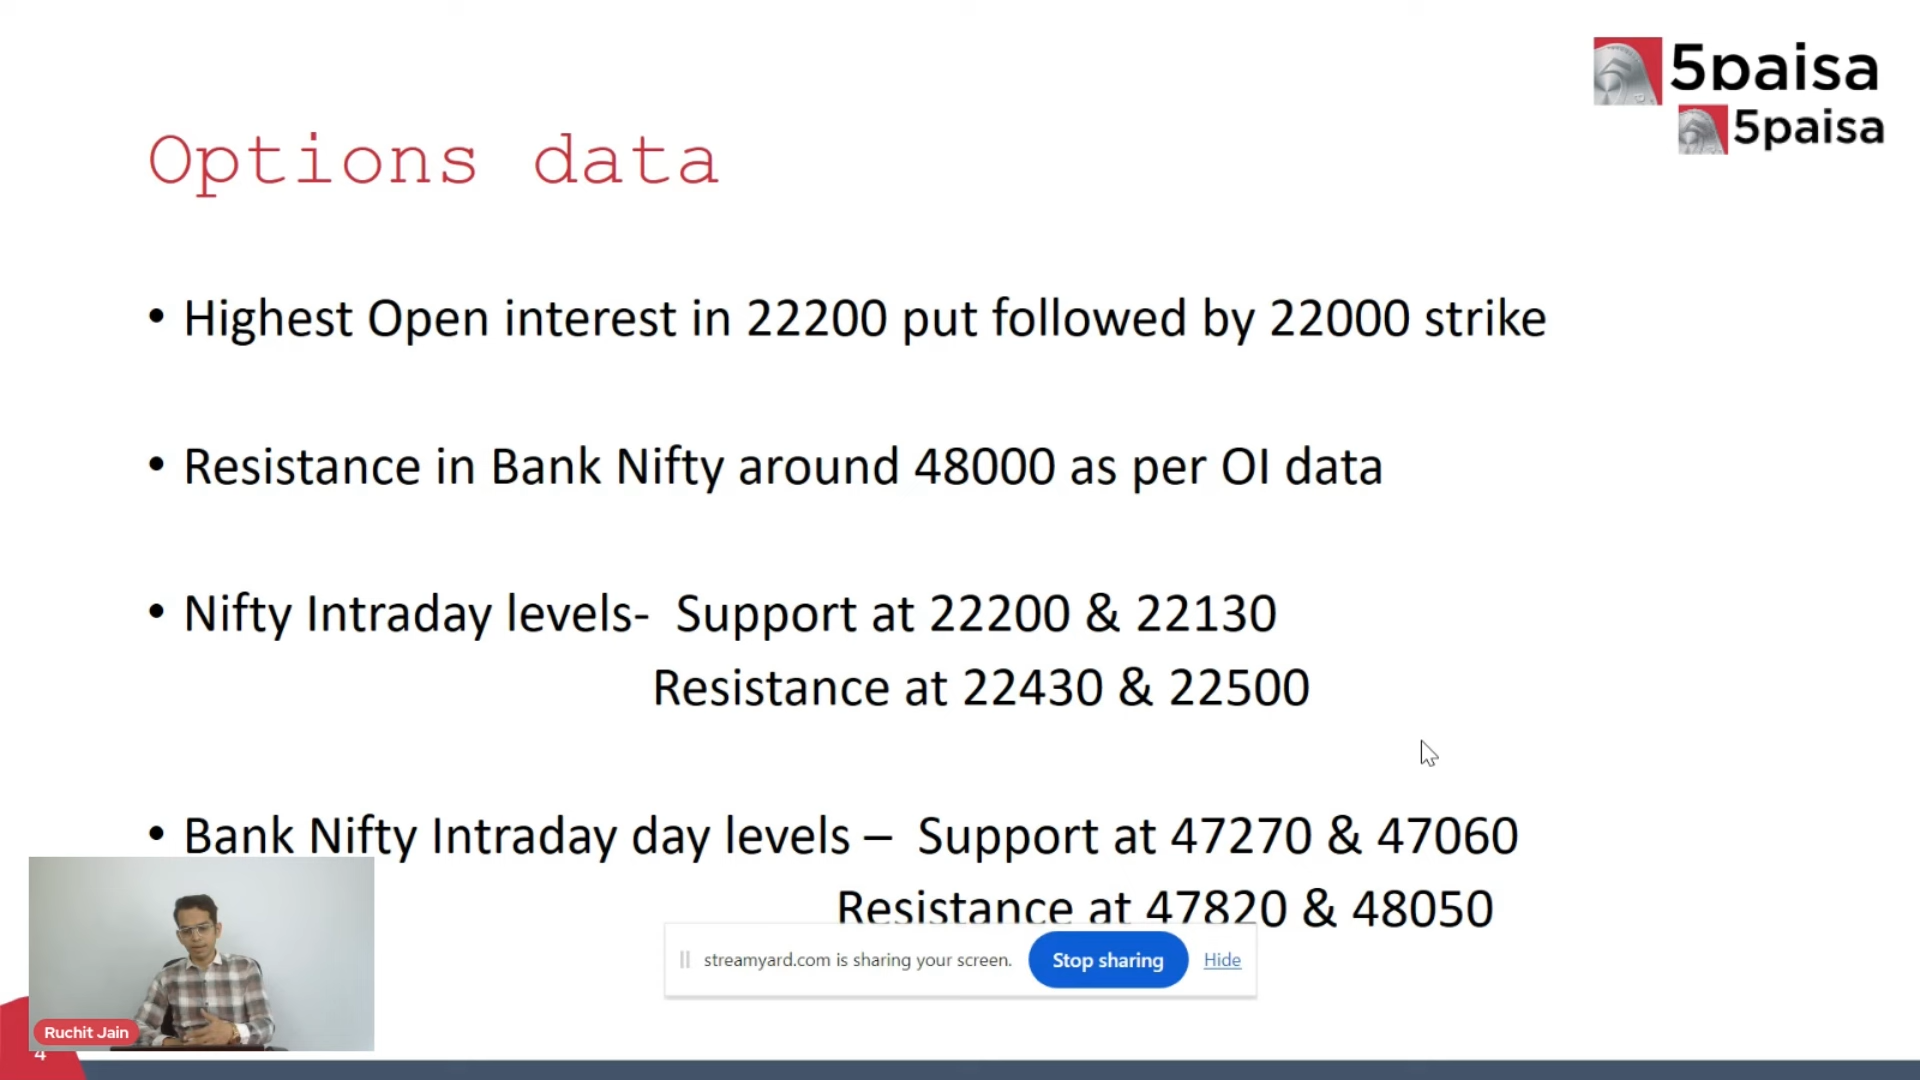 5paisa
5paisa
Options data
• Highest Open interest in 22200 put followed by 22000 strike
• Resistance in Bank Nifty around 48000 as per OI data
• Nifty Intraday levels- Support at 22200 & 22130
Resistance at 22430 & 22500
• Bank Nifty Intraday day levels – Support at 47270 & 47060
Resistance at 47820 & 48050
streamyard.com is sharing your screen. Stop sharing Hide
Ruchit Jain
4